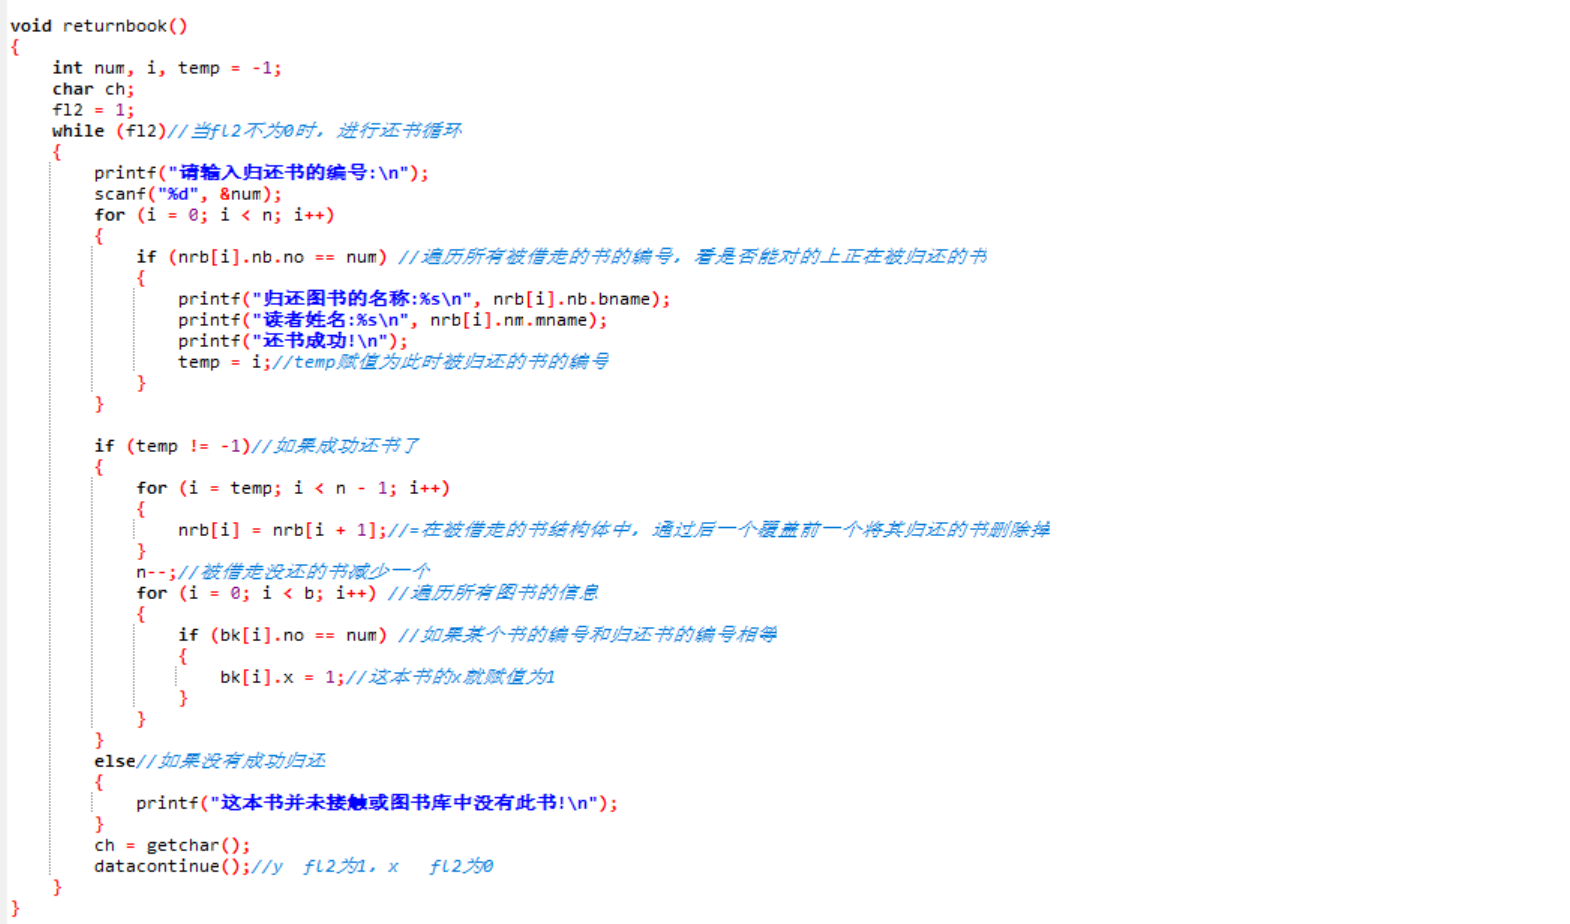 void returnbook()
{
    int num, i, temp = -1;
    char ch;
    fl2 = 1;
    while (fl2)//当fl2不为0时，进行还书循环
    {
        printf("请输入归还书的编号:\n");
        scanf("%d", &num);
        for (i = 0; i < n; i++)
        {
            if (nrb[i].nb.no == num) //遍历所有被借走的书的编号，看是否能对的上正在被归还的书
            {
                printf("归还图书的名称:%s\n", nrb[i].nb.bname);
                printf("读者姓名:%s\n", nrb[i].nm.mname);
                printf("还书成功!\n");
                temp = i;//temp赋值为此时被归还的书的编号
            }
        }

        if (temp != -1)//如果成功还书了
        {
            for (i = temp; i < n - 1; i++)
            {
                nrb[i] = nrb[i + 1];//=在被借走的书结构体中，通过后一个覆盖前一个将其归还的书删除掉
            }
            n--;//被借走没还的书减少一个
            for (i = 0; i < b; i++) //遍历所有图书的信息
            {
                if (bk[i].no == num) //如果某个书的编号和归还书的编号相等
                {
                    bk[i].x = 1;//这本书的x就赋值为1
                }
            }
        }
        else//如果没有成功归还
        {
            printf("这本书并未接触或图书库中没有此书!\n");
        }
        ch = getchar();
        datacontinue();//y  fl2为1，x   fl2为0
    }
}